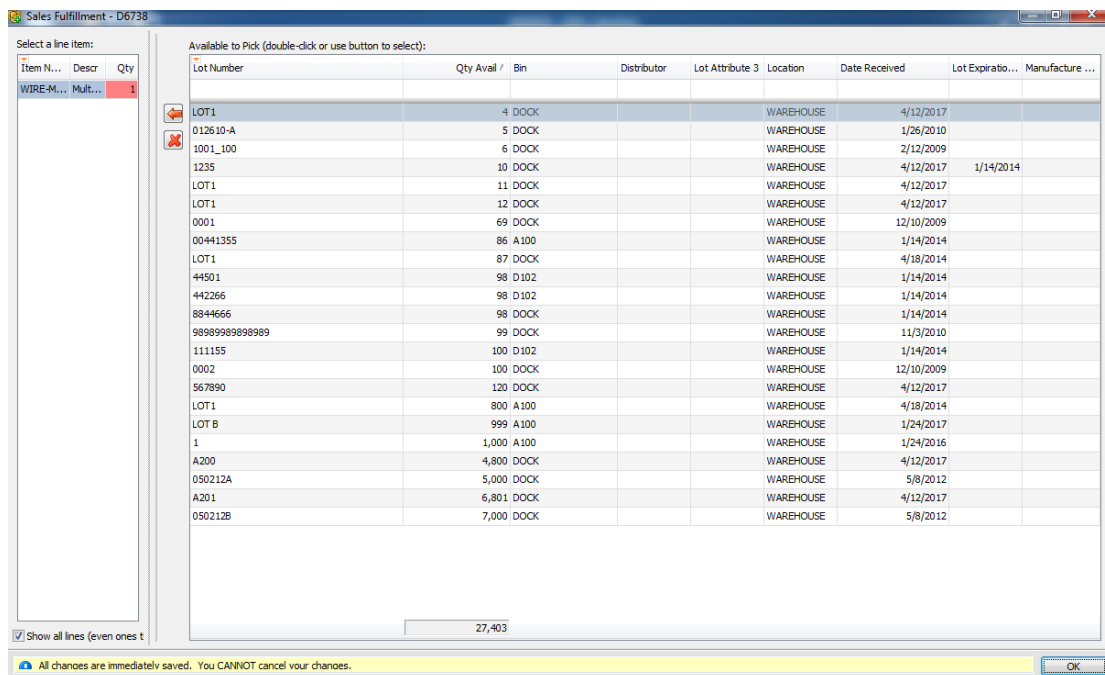 Sales Fulfillment - D6738
Select a line item:
Available to Pick (double-click or use button to select):
Item N... Descr Qty
Lot Number Qty Avail / Bin Distributor Lot Attribute 3 Location Date Received Lot Expiratio... Manufacture ...
WIRE-M... Mult... 1
LOT1 4 DOCK WAREHOUSE 4/12/2017
012610-A 5 DOCK WAREHOUSE 1/26/2010
1001_100 6 DOCK WAREHOUSE 2/12/2009
1235 10 DOCK WAREHOUSE 4/12/2017 1/14/2014
LOT1 11 DOCK WAREHOUSE 4/12/2017
LOT1 12 DOCK WAREHOUSE 4/12/2017
0001 69 DOCK WAREHOUSE 12/10/2009
00441355 86 A100 WAREHOUSE 1/14/2014
LOT1 87 DOCK WAREHOUSE 4/18/2014
44501 98 D102 WAREHOUSE 1/14/2014
442266 98 D102 WAREHOUSE 1/14/2014
8844666 98 DOCK WAREHOUSE 1/14/2014
98989989898989 99 DOCK WAREHOUSE 11/3/2010
111155 100 D102 WAREHOUSE 1/14/2014
0002 100 DOCK WAREHOUSE 12/10/2009
567890 120 DOCK WAREHOUSE 4/12/2017
LOT1 800 A100 WAREHOUSE 4/18/2014
LOT B 999 A100 WAREHOUSE 1/24/2017
1 1,000 A100 WAREHOUSE 1/24/2016
A200 4,800 DOCK WAREHOUSE 4/12/2017
050212A 5,000 DOCK WAREHOUSE 5/8/2012
A201 6,801 DOCK WAREHOUSE 4/12/2017
050212B 7,000 DOCK WAREHOUSE 5/8/2012
27,403
Show all lines (even ones t
All changes are immediately saved. You CANNOT cancel your changes.
OK